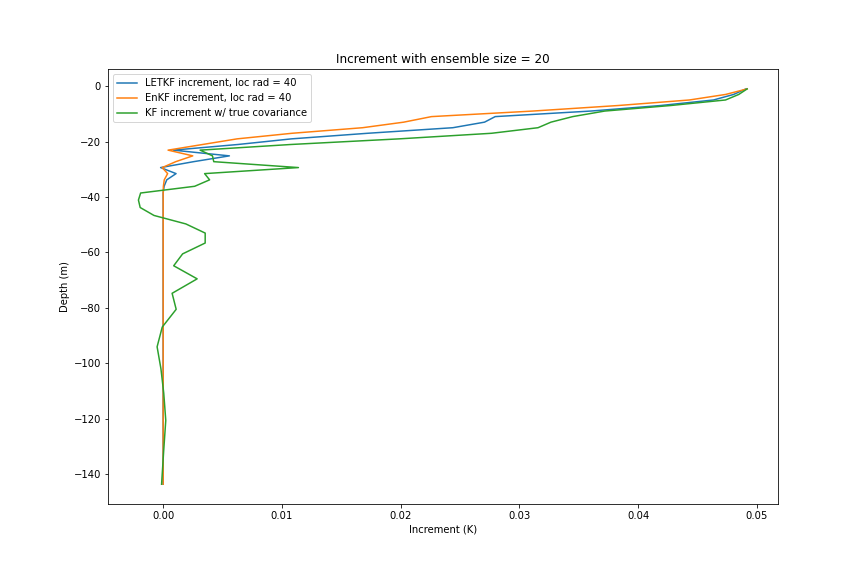 Increment with ensemble size = 20
LETKF increment, loc rad = 40
EnKF increment, loc rad = 40
KF increment w/ true covariance
0
−20
−40
−60
−80
−100
−120
−140
Depth (m)
0.00 0.01 0.02 0.03 0.04 0.05
Increment (K)